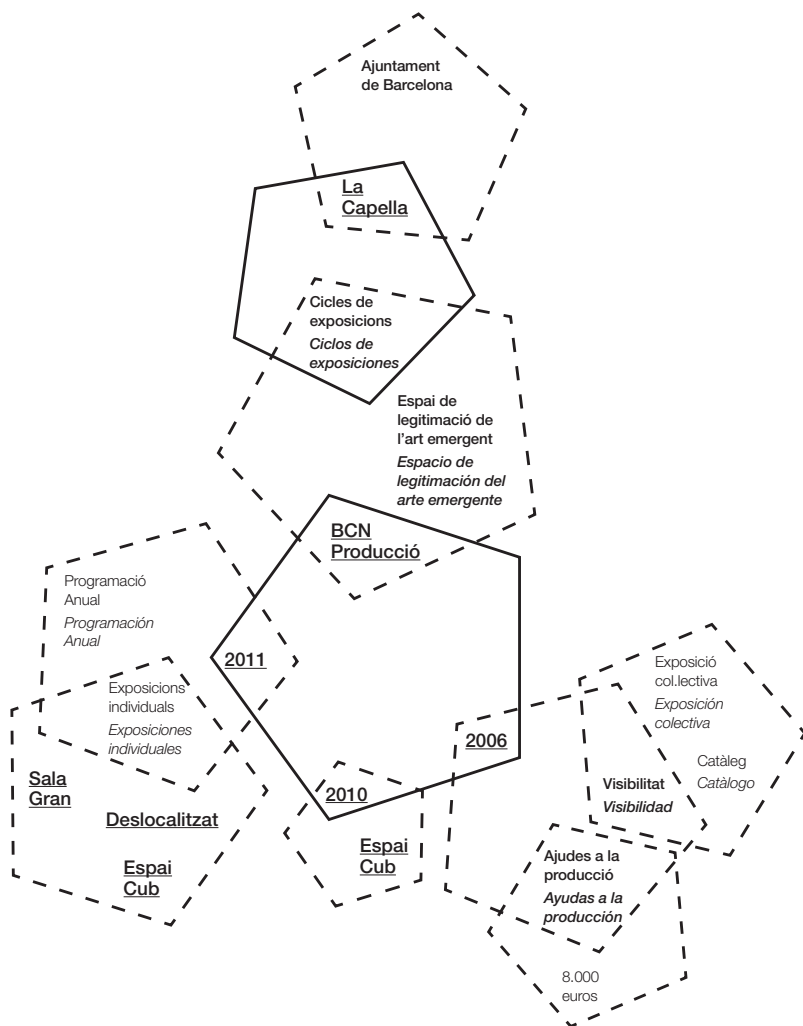 Ajuntament
de Barcelona
La
Capella
Cicles de
exposicions
Ciclos de
exposiciones
Espai de
legitimació de
l'art emergent
Espacio de
legitimación del
arte emergente
BCN
Producció
Programació
Anual
Programación
Anual
2011
Exposicions
individuals
Exposiciones
individuales
Sala
Gran
Deslocalitzat
Espai
Cub
2010
Espai
Cub
2006
Exposició
col.lectiva
Exposición
colectiva
Catàleg
Catàlogo
Visibilitat
Visibilidad
Ajudes a la
producció
Ayudas a la
producción
8.000
euros